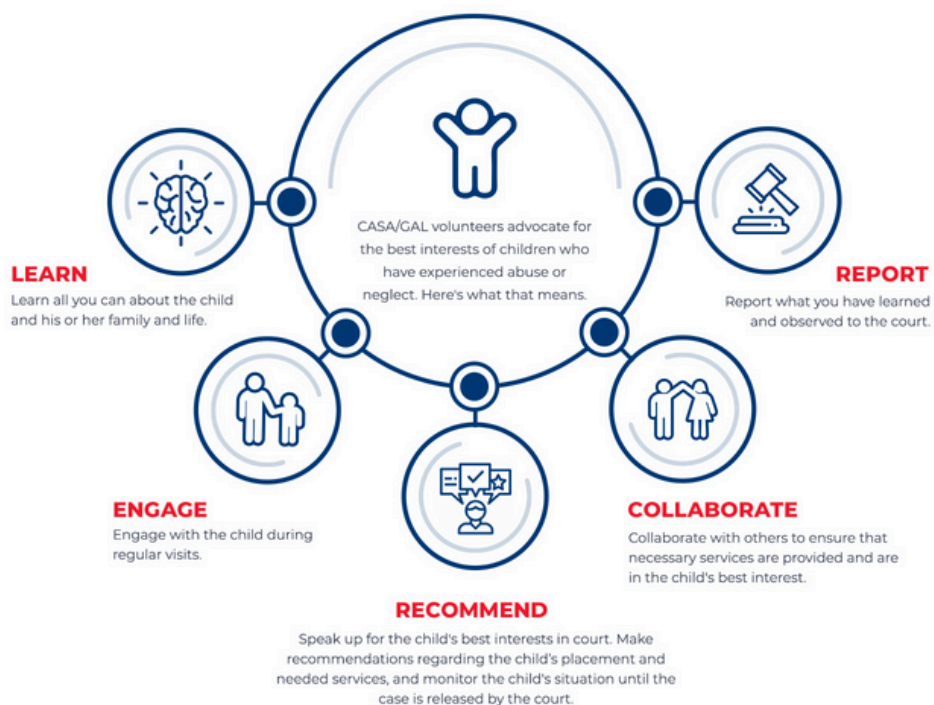 CASA/GAL volunteers advocate for
the best interests of children who
have experienced abuse or
neglect. Here's what that means.
LEARN
Learn all you can about the child
and his or her family and life.
ENGAGE
Engage with the child during
regular visits.
RECOMMEND
Speak up for the child's best interests in court. Make
recommendations regarding the child's placement and
needed services, and monitor the child's situation until the
case is released by the court.
COLLABORATE
Collaborate with others to ensure that
necessary services are provided and are
in the child's best interest.
REPORT
Report what you have learned
and observed to the court.